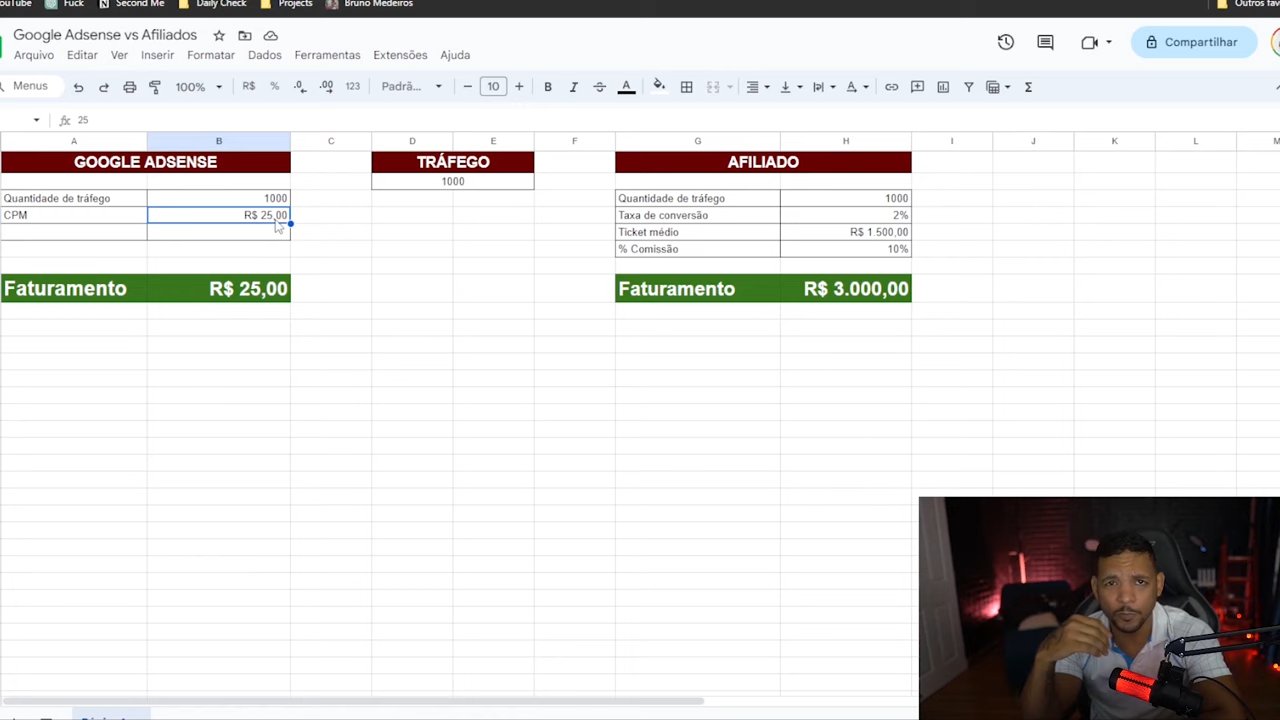 ouTube Fuck Second Me Daily Check Projects Bruno Medeiros Outros favo
Google Adsense vs Afiliados
Arquivo Editar Ver Inserir Formatar Dados Ferramentas Extensões Ajuda
Compartilhar
Menus 100% R$ % .0 .00 123 Padrã... 10 B I A Σ
fx 25
A B C D E F G H I J K L M
GOOGLE ADSENSE TRÁFEGO AFILIADO
1000
Quantidade de tráfego 1000 Quantidade de tráfego 1000
CPM R$ 25,00 Taxa de conversão 2%
Ticket médio R$ 1.500,00
% Comissão 10%
Faturamento R$ 25,00 Faturamento R$ 3.000,00